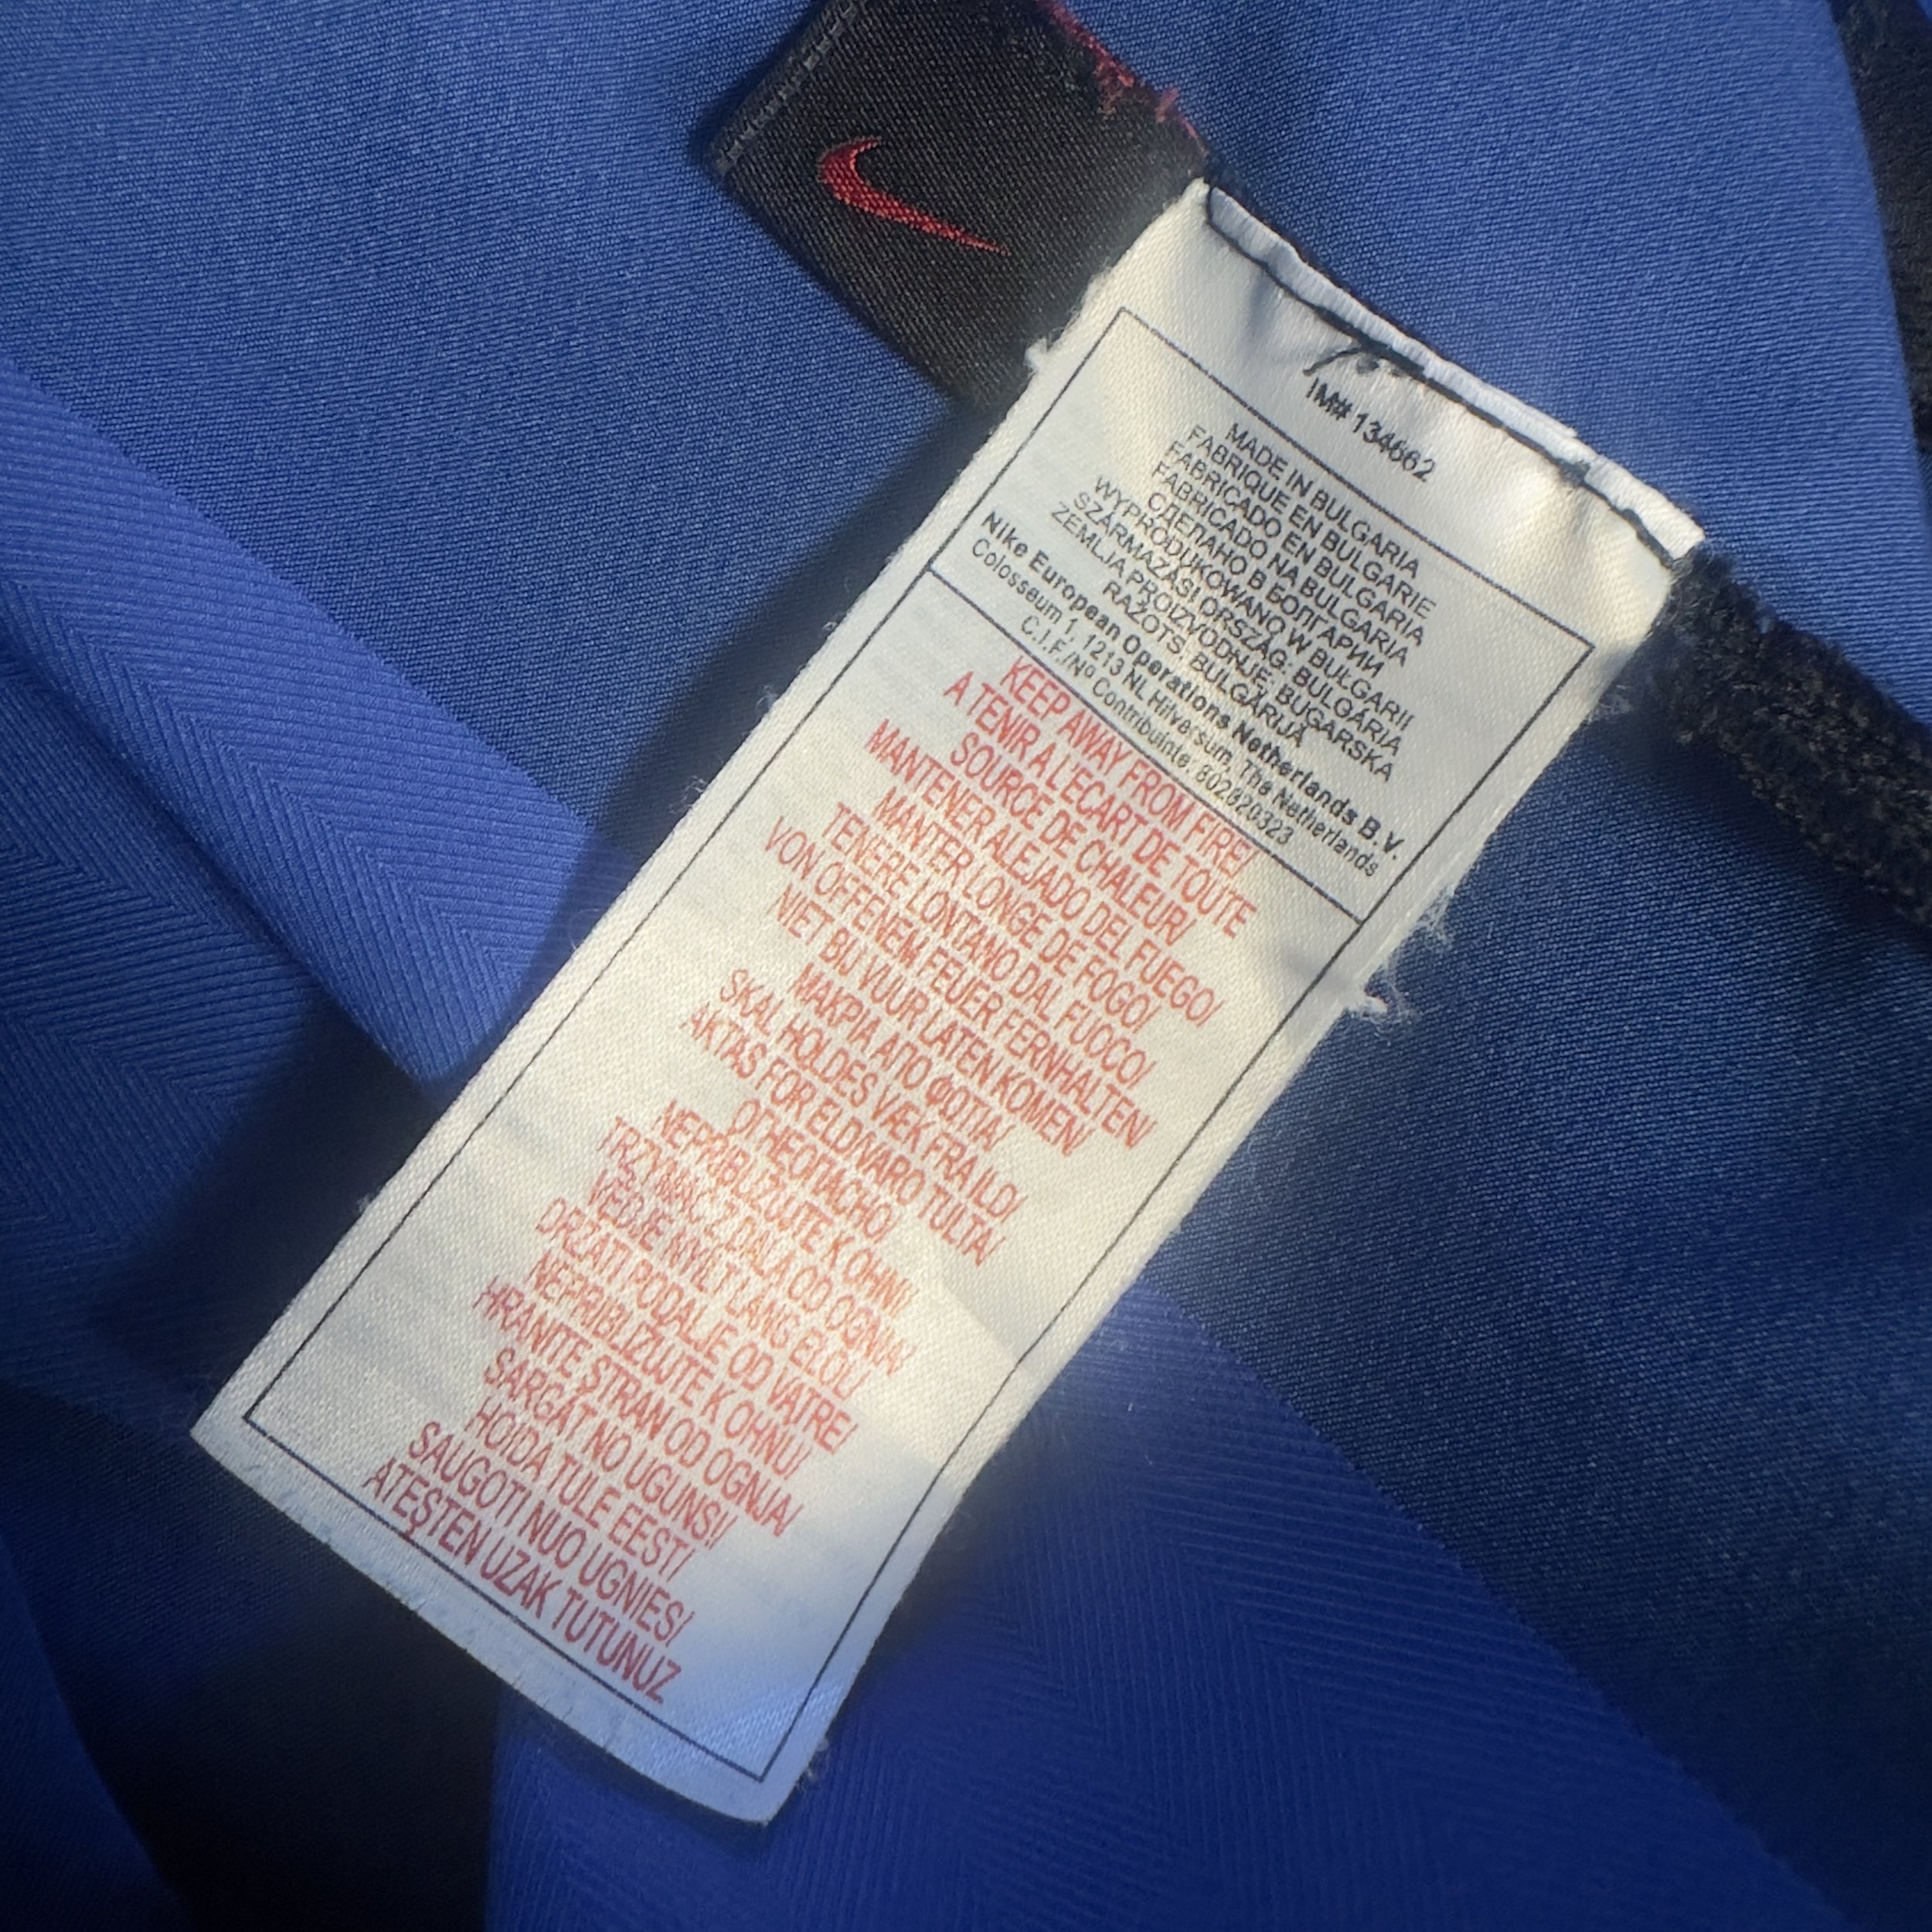 IM# 134662
MADE IN BULGARIA
FABRIQUE EN BULGARIE
FABRICADO EN BULGARIA
FABRICADO NA BULGARIA
СДЕЛАНО В БОЛГАРИИ
WYPRODUKOWANO W BUŁGARII
SZÁRMAZÁSI ORSZÁG: BULGÁRIA
ZEMLJA PROIZVODNJE: BUGARSKA
RAŽOTS BULGĀRIJĀ
Nike European Operations Netherlands B.V.
Colosseum 1, 1213 NL Hilversum, The Netherlands
C.I.F./Nº Contribuinte: 802820323
KEEP AWAY FROM FIRE/
A TENIR A L'ECART DE TOUTE
SOURCE DE CHALEUR/
MANTENER ALEJADO DEL FUEGO/
MANTER LONGE DE FOGO/
TENERE LONTANO DAL FUOCO/
VON OFFENEM FEUER FERNHALTEN/
NIET BIJ VUUR LATEN KOMEN/
ΜΑΚΡΙΑ ΑΠΟ ΦΩΤΙΑ/
SKAL HOLDES VÆK FRA ILD/
AKTAS FOR ELD/VARO TULTA/
ОГНЕОПАСНО/
NEPŘIBLIŽUJTE K OHNI/
TRZYMAĆ Z DALA OD OGNIA/
VEDJE NYÍLT LANG ELŐL/
DRŽATI PODALJE OD VATRE/
NEPRIBLIŽUJTE K OHŇU/
HRANITE STRAN OD OGNJA/
SARGĀT NO UGUNS!/
HOIDA TULE EEST/
SAUGOTI NUO UGNIES/
ATEŞTEN UZAK TUTUNUZ